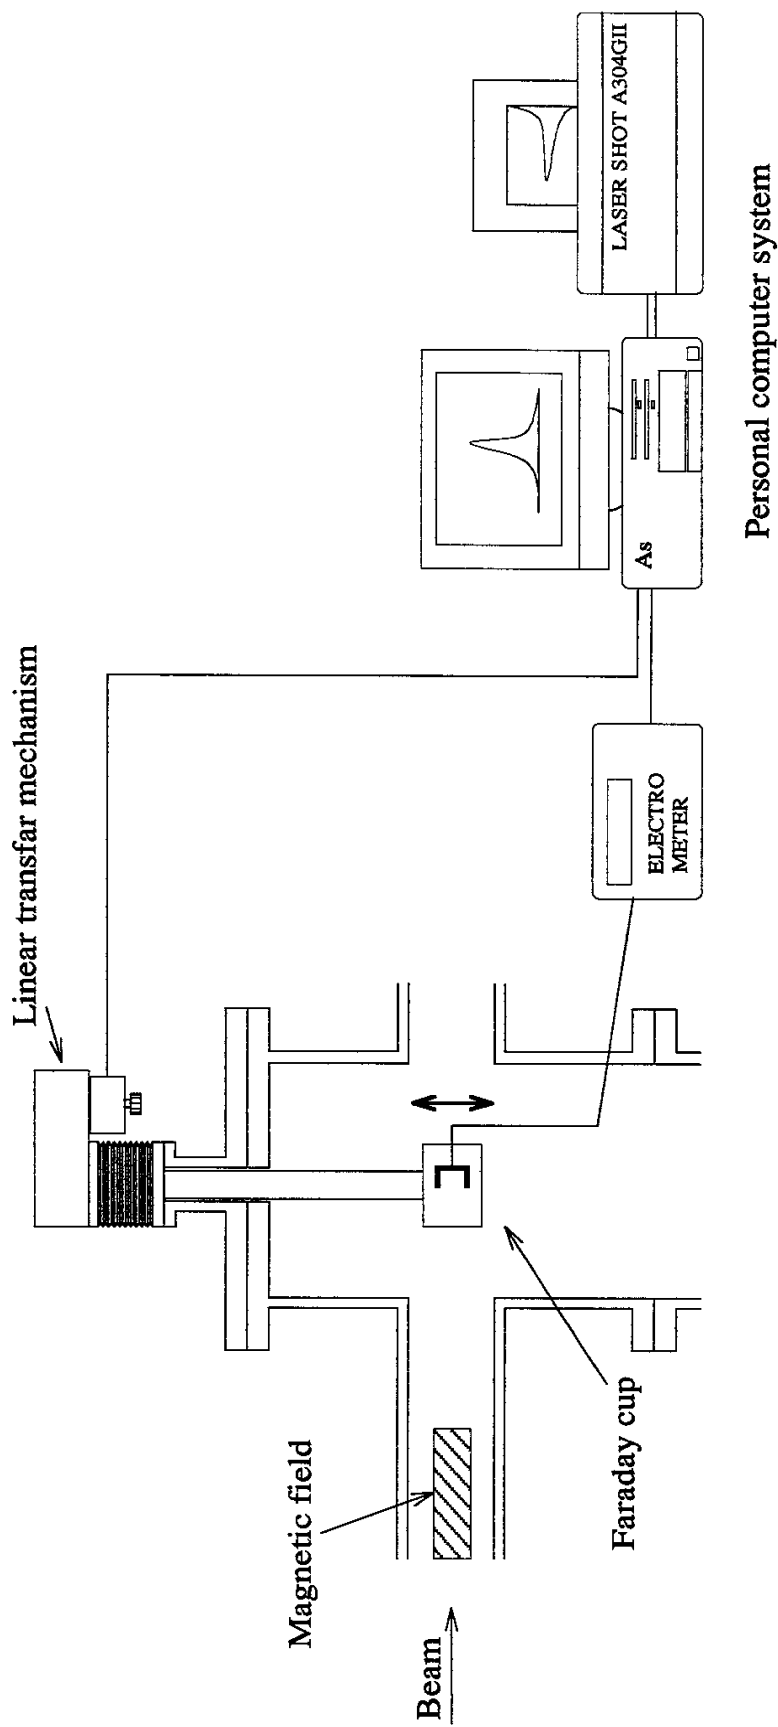 Linear transfar mechanism
Magnetic field
Beam
Faraday cup
ELECTRO
METER
As
LASER SHOT A304GII
Personal computer system